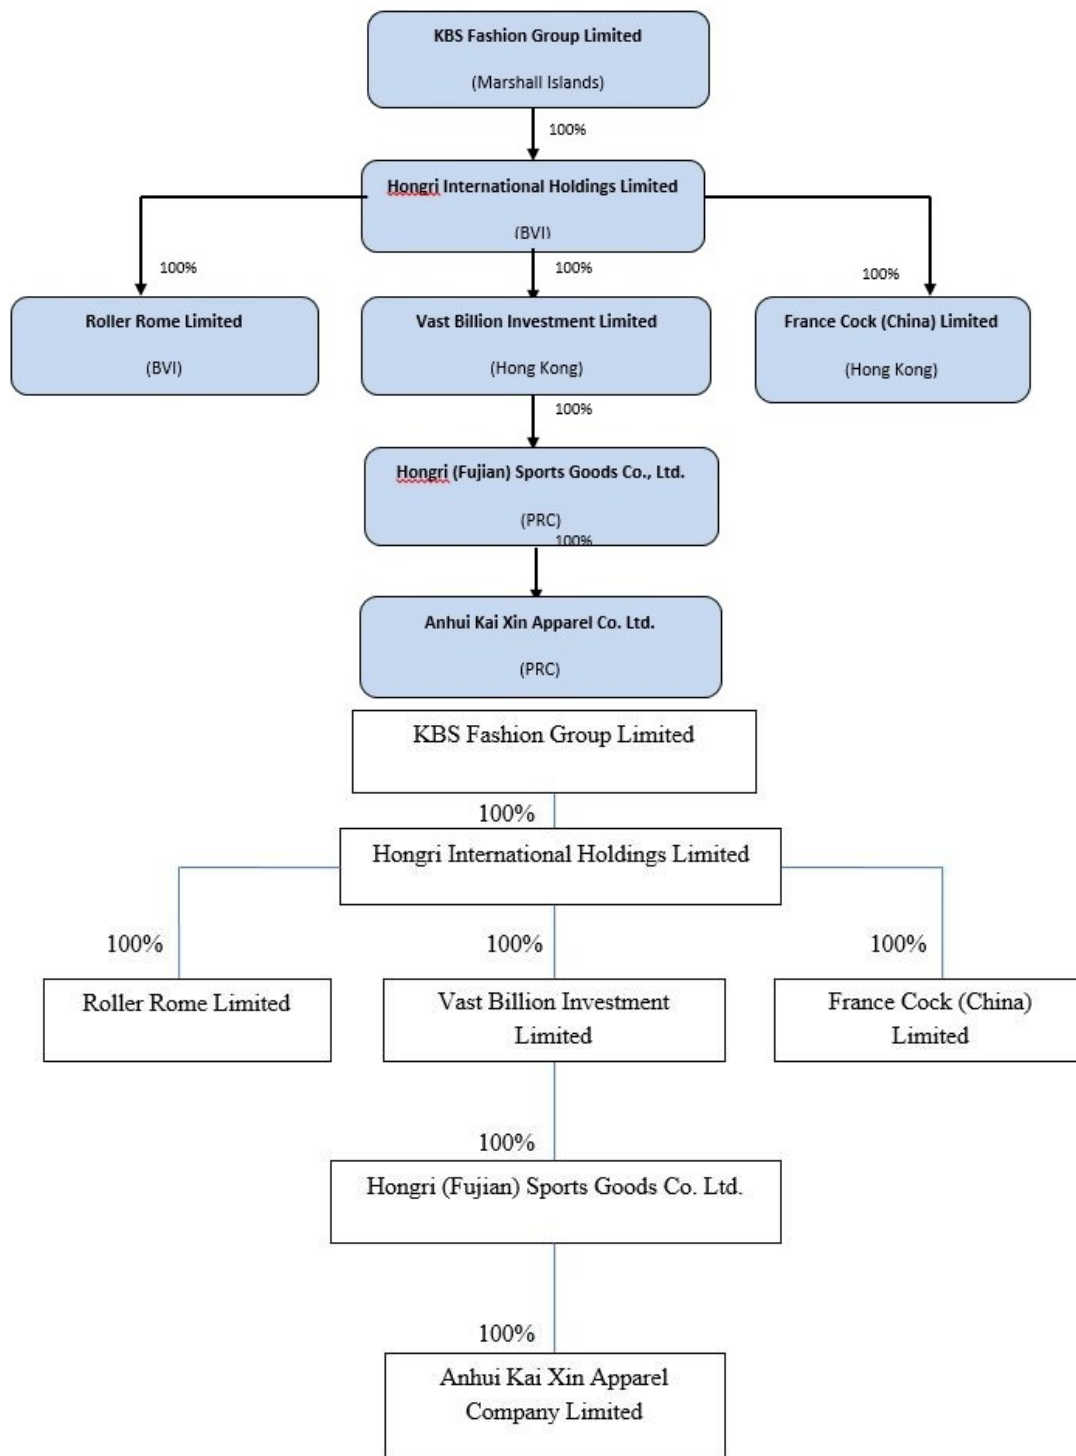 KBS Fashion Group Limited
(Marshall Islands)
100%
Hongri International Holdings Limited
(BVI)
100%
100%
100%
Roller Rome Limited
(BVI)
Vast Billion Investment Limited
(Hong Kong)
France Cock (China) Limited
(Hong Kong)
100%
Hongri (Fujian) Sports Goods Co., Ltd.
(PRC)
100%
Anhui Kai Xin Apparel Co. Ltd.
(PRC)
KBS Fashion Group Limited
100%
Hongri International Holdings Limited
100%
100%
100%
Roller Rome Limited
Vast Billion Investment
Limited
France Cock (China)
Limited
100%
Hongri (Fujian) Sports Goods Co. Ltd.
100%
Anhui Kai Xin Apparel
Company Limited